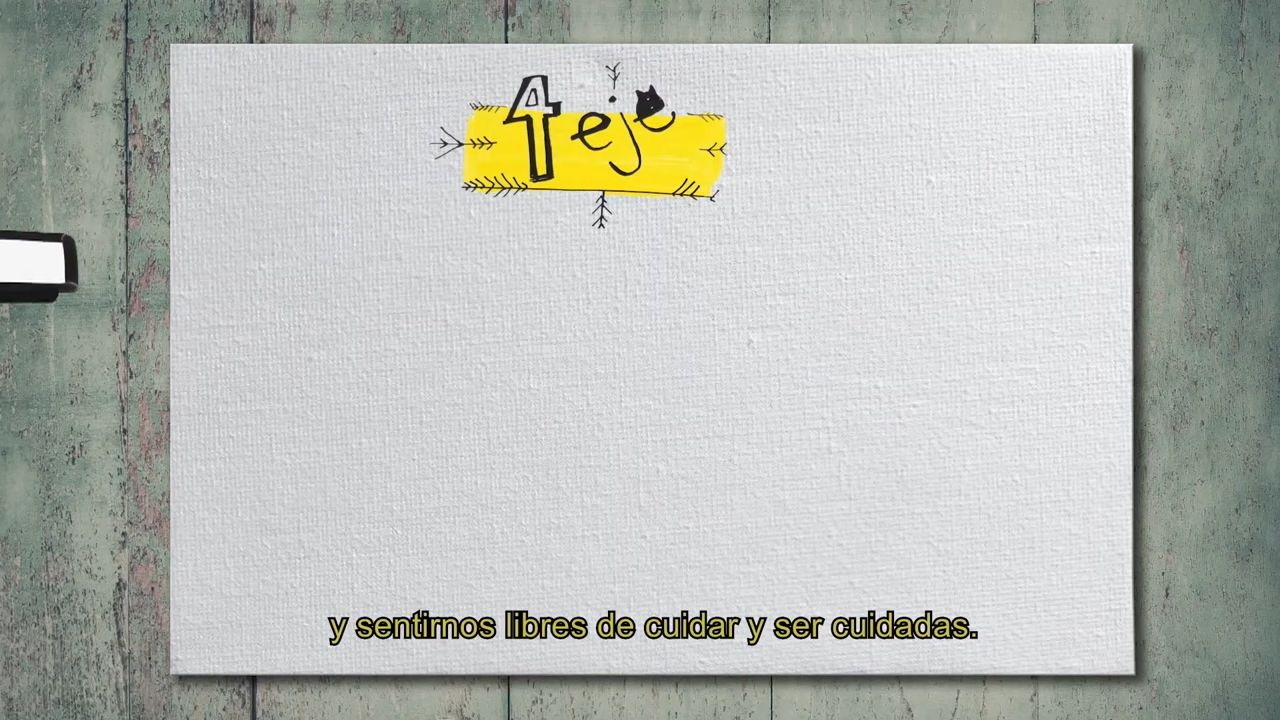 4 eje
y sentirnos libres de cuidar y ser cuidadas.